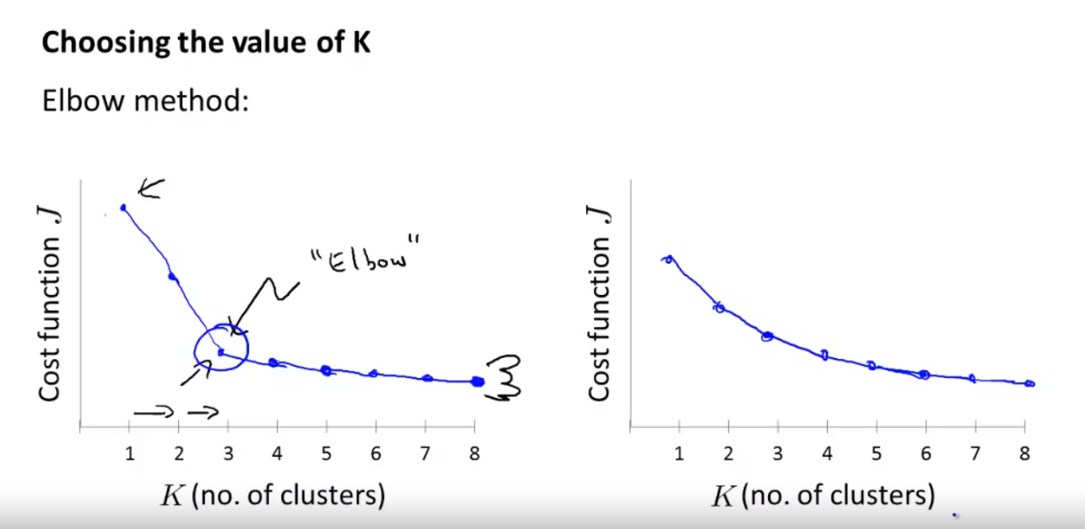 Choosing the value of K
Elbow method:
Cost function J
"Elbow"
1 2 3 4 5 6 7 8
K (no. of clusters)
Cost function J
1 2 3 4 5 6 7 8
K (no. of clusters)